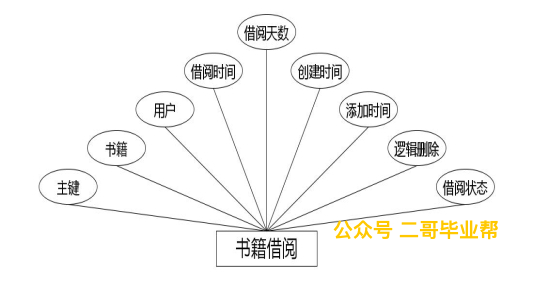 借阅天数
借阅时间
创建时间
用户
添加时间
书籍
逻辑删除
主键
借阅状态
公众号 二哥毕业帮
书籍借阅